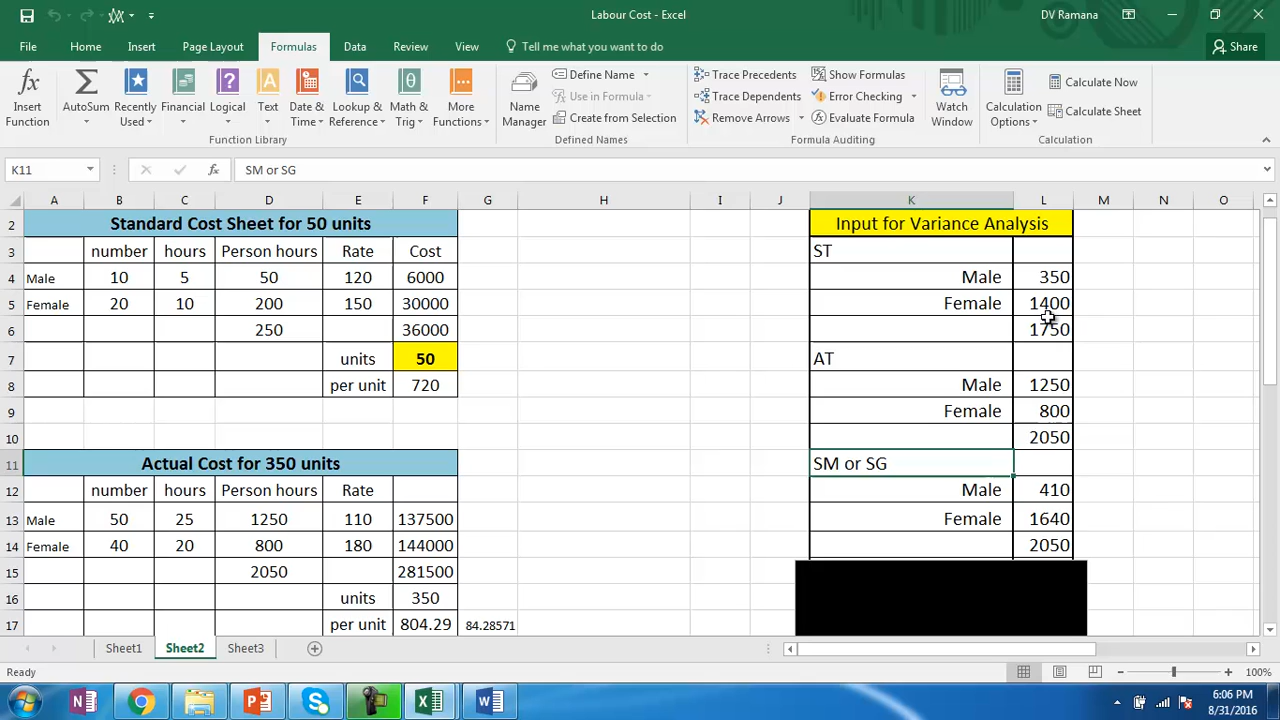 Labour Cost - Excel
DV Ramana
File Home Insert Page Layout Formulas Data Review View Tell me what you want to do Share
Insert Function
AutoSum
Recently Used
Financial
Logical
Text
Date & Time
Lookup & Reference
Math & Trig
More Functions
Function Library
Name Manager
Define Name
Use in Formula
Create from Selection
Defined Names
Trace Precedents
Trace Dependents
Remove Arrows
Show Formulas
Error Checking
Evaluate Formula
Formula Auditing
Watch Window
Calculation Options
Calculate Now
Calculate Sheet
Calculation
K11 fx SM or SG
A B C D E F G H I J K L M N O
2 Standard Cost Sheet for 50 units Input for Variance Analysis
3 number hours Person hours Rate Cost ST
4 Male 10 5 50 120 6000 Male 350
5 Female 20 10 200 150 30000 Female 1400
6 250 36000 1750
7 units 50 AT
8 per unit 720 Male 1250
9 Female 800
10 2050
11 Actual Cost for 350 units SM or SG
12 number hours Person hours Rate Male 410
13 Male 50 25 1250 110 137500 Female 1640
14 Female 40 20 800 180 144000 2050
15 2050 281500
16 units 350
17 per unit 804.29 84.28571
Sheet1 Sheet2 Sheet3
Ready 100%
6:06 PM
8/31/2016